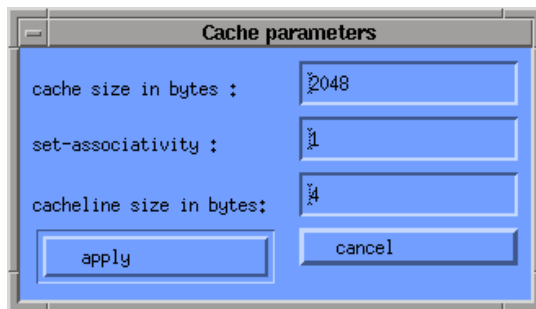 Cache parameters
cache size in bytes : 2048
set-associativity : 1
cacheline size in bytes: 4
apply cancel